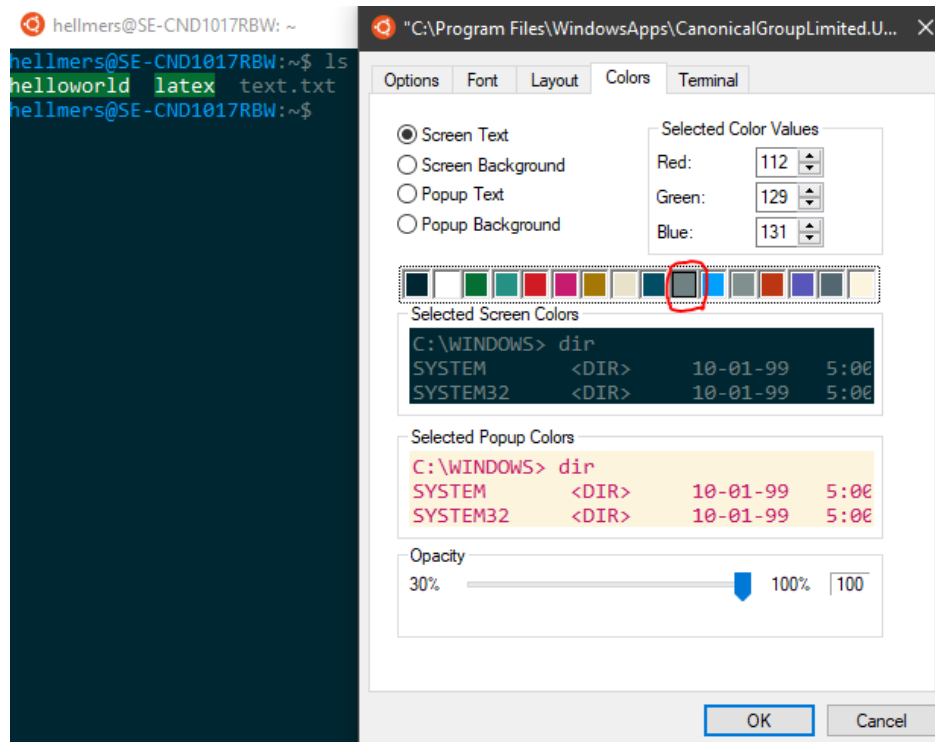 hellmers@SE-CND1017RBW: ~
hellmers@SE-CND1017RBW:~$ ls
helloworld latex text.txt
hellmers@SE-CND1017RBW:~$
"C:\Program Files\WindowsApps\CanonicalGroupLimited.U...
Options Font Layout Colors Terminal
Screen Text
Screen Background
Popup Text
Popup Background
Selected Color Values
Red: 112
Green: 129
Blue: 131
Selected Screen Colors
C:\WINDOWS> dir
SYSTEM <DIR> 10-01-99 5:00
SYSTEM32 <DIR> 10-01-99 5:00
Selected Popup Colors
C:\WINDOWS> dir
SYSTEM <DIR> 10-01-99 5:00
SYSTEM32 <DIR> 10-01-99 5:00
Opacity
30% 100% 100
OK Cancel